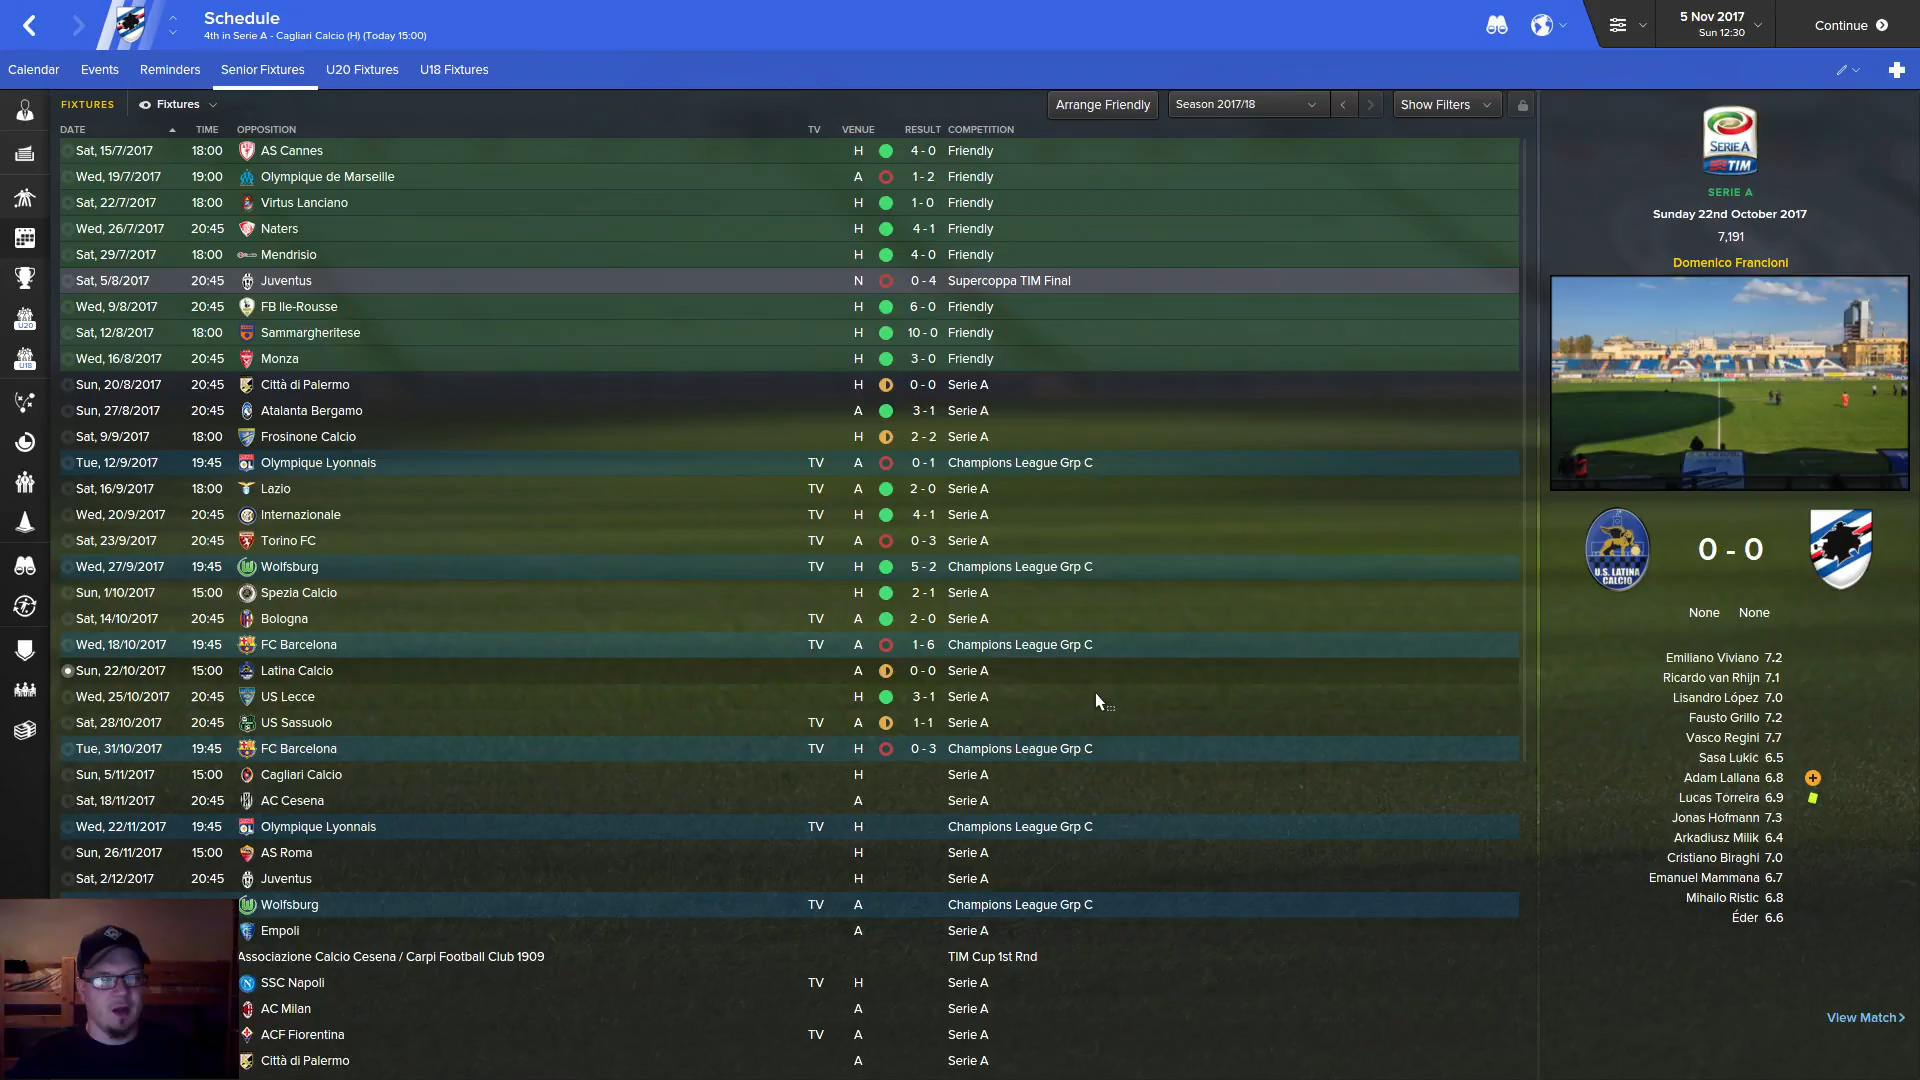 Schedule
4th in Serie A - Cagliari Calcio (H) (Today 15:00)
5 Nov 2017
Sun 12:30
Continue
Calendar Events Reminders Senior Fixtures U20 Fixtures U18 Fixtures
FIXTURES Fixtures Arrange Friendly Season 2017/18 Show Filters
DATE TIME OPPOSITION TV VENUE RESULT COMPETITION
Sat, 15/7/2017 18:00 AS Cannes H 4 - 0 Friendly
Wed, 19/7/2017 19:00 Olympique de Marseille A 1 - 2 Friendly
Sat, 22/7/2017 18:00 Virtus Lanciano H 1 - 0 Friendly
Wed, 26/7/2017 20:45 Naters H 4 - 1 Friendly
Sat, 29/7/2017 18:00 Mendrisio H 4 - 0 Friendly
Sat, 5/8/2017 20:45 Juventus N 0 - 4 Supercoppa TIM Final
Wed, 9/8/2017 20:45 FB Ile-Rousse H 6 - 0 Friendly
Sat, 12/8/2017 18:00 Sammargheritese H 10 - 0 Friendly
Wed, 16/8/2017 20:45 Monza H 3 - 0 Friendly
Sun, 20/8/2017 20:45 Città di Palermo H 0 - 0 Serie A
Sun, 27/8/2017 20:45 Atalanta Bergamo A 3 - 1 Serie A
Sat, 9/9/2017 18:00 Frosinone Calcio H 2 - 2 Serie A
Tue, 12/9/2017 19:45 Olympique Lyonnais TV A 0 - 1 Champions League Grp C
Sat, 16/9/2017 18:00 Lazio TV A 2 - 0 Serie A
Wed, 20/9/2017 20:45 Internazionale TV H 4 - 1 Serie A
Sat, 23/9/2017 20:45 Torino FC TV A 0 - 3 Serie A
Wed, 27/9/2017 19:45 Wolfsburg TV H 5 - 2 Champions League Grp C
Sun, 1/10/2017 15:00 Spezia Calcio H 2 - 1 Serie A
Sat, 14/10/2017 20:45 Bologna TV A 2 - 0 Serie A
Wed, 18/10/2017 19:45 FC Barcelona TV A 1 - 6 Champions League Grp C
Sun, 22/10/2017 15:00 Latina Calcio A 0 - 0 Serie A
Wed, 25/10/2017 20:45 US Lecce H 3 - 1 Serie A
Sat, 28/10/2017 20:45 US Sassuolo TV A 1 - 1 Serie A
Tue, 31/10/2017 19:45 FC Barcelona TV H 0 - 3 Champions League Grp C
Sun, 5/11/2017 15:00 Cagliari Calcio H Serie A
Sat, 18/11/2017 20:45 AC Cesena A Serie A
Wed, 22/11/2017 19:45 Olympique Lyonnais TV H Champions League Grp C
Sun, 26/11/2017 15:00 AS Roma H Serie A
Sat, 2/12/2017 20:45 Juventus H Serie A
Wolfsburg TV A Champions League Grp C
Empoli A Serie A
Associazione Calcio Cesena / Carpi Football Club 1909 TIM Cup 1st Rnd
SSC Napoli TV H Serie A
AC Milan A Serie A
ACF Fiorentina TV A Serie A
Città di Palermo A Serie A
U20
U18
SERIE A
TIM
SERIE A
Sunday 22nd October 2017
7,191
Domenico Francioni
U.S. LATINA
CALCIO
0 - 0
None None
Emiliano Viviano 7.2
Ricardo van Rhijn 7.1
Lisandro López 7.0
Fausto Grillo 7.2
Vasco Regini 7.7
Sasa Lukic 6.5
Adam Lallana 6.8
Lucas Torreira 6.9
Jonas Hofmann 7.3
Arkadiusz Milik 6.4
Cristiano Biraghi 7.0
Emanuel Mammana 6.7
Mihailo Ristic 6.8
Éder 6.6
View Match